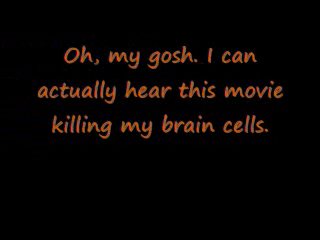 Oh, my gosh. I can
actually hear this movie
killing my brain cells.